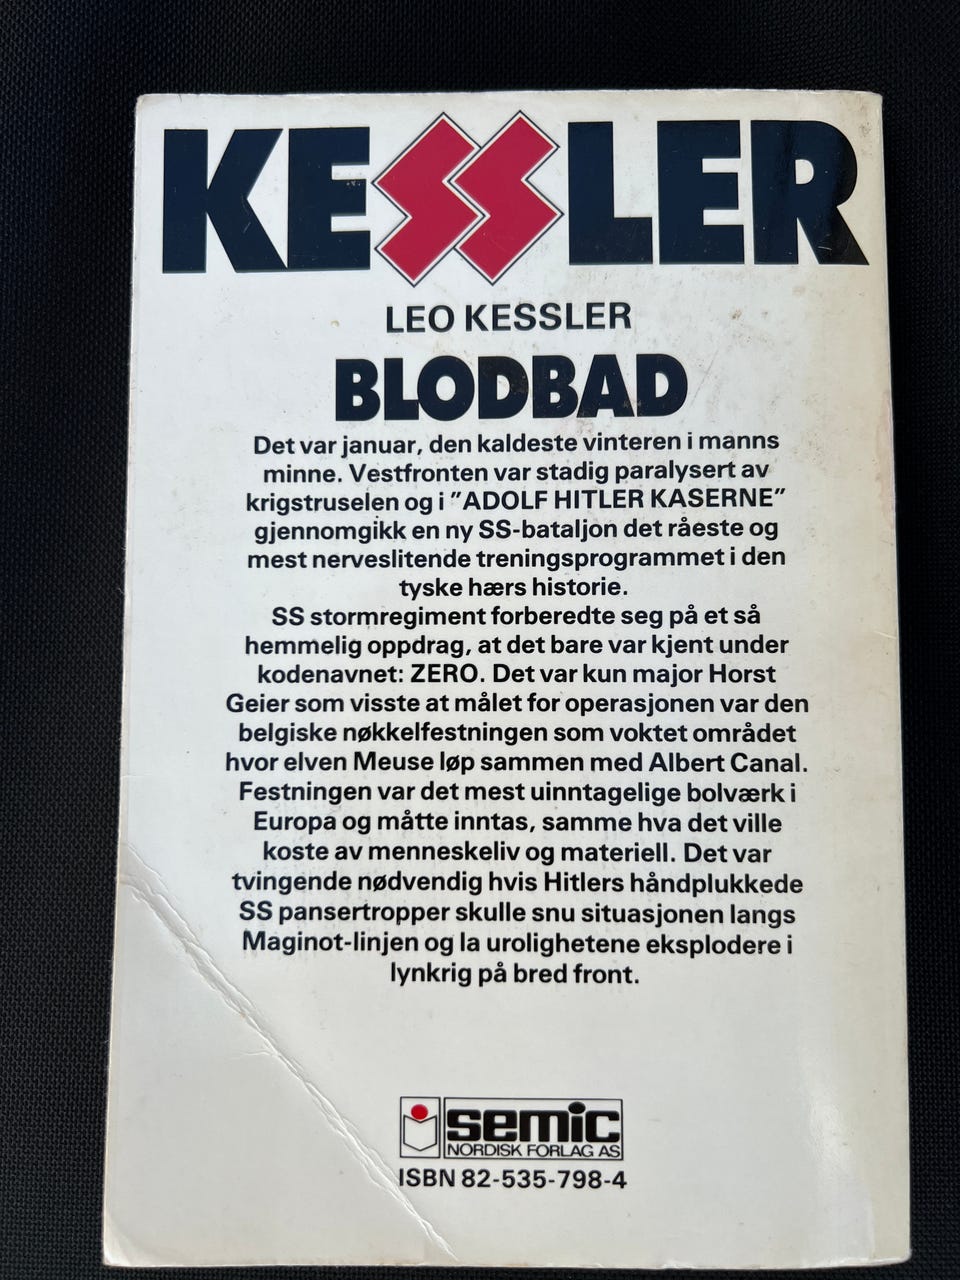 KESSLER
LEO KESSLER
BLODBAD
Det var januar, den kaldeste vinteren i manns
minne. Vestfronten var stadig paralysert av
krigstruselen og i ”ADOLF HITLER KASERNE”
gjennomgikk en ny SS-bataljon det råeste og
mest nerveslitende treningsprogrammet i den
tyske hærs historie.
SS stormregiment forberedte seg på et så
hemmelig oppdrag, at det bare var kjent under
kodenavnet: ZERO. Det var kun major Horst
Geier som visste at målet for operasjonen var den
belgiske nøkkelfestningen som voktet området
hvor elven Meuse løp sammen med Albert Canal.
Festningen var det mest uinntagelige bolværk i
Europa og måtte inntas, samme hva det ville
koste av menneskeliv og materiell. Det var
tvingende nødvendig hvis Hitlers håndplukkede
SS pansertropper skulle snu situasjonen langs
Maginot-linjen og la urolighetene eksplodere i
lynkrig på bred front.
semic
NORDISK FORLAG AS
ISBN 82-535-798-4